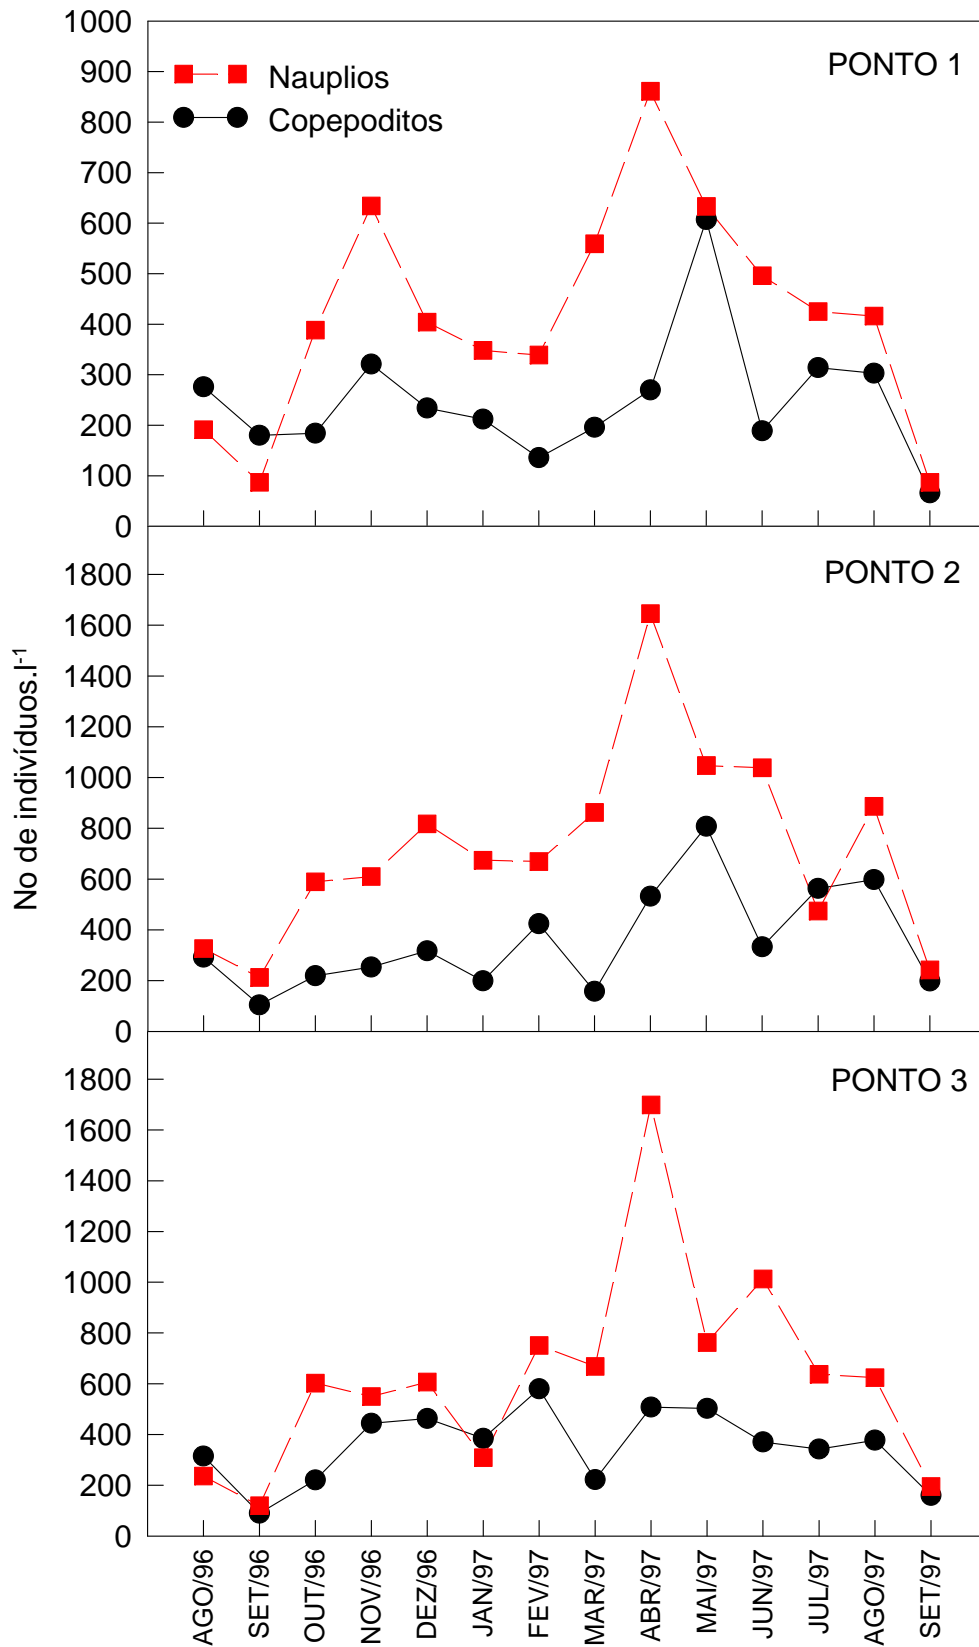 1000
900
800
700
600
500
400
300
200
100
0
PONTO 1
Nauplios
Copepoditos
1800
1600
1400
1200
1000
800
600
400
200
0
PONTO 2
No de indivíduos.l-1
1800
1600
1400
1200
1000
800
600
400
200
0
PONTO 3
AGO/96
SET/96
OUT/96
NOV/96
DEZ/96
JAN/97
FEV/97
MAR/97
ABR/97
MAI/97
JUN/97
JUL/97
AGO/97
SET/97